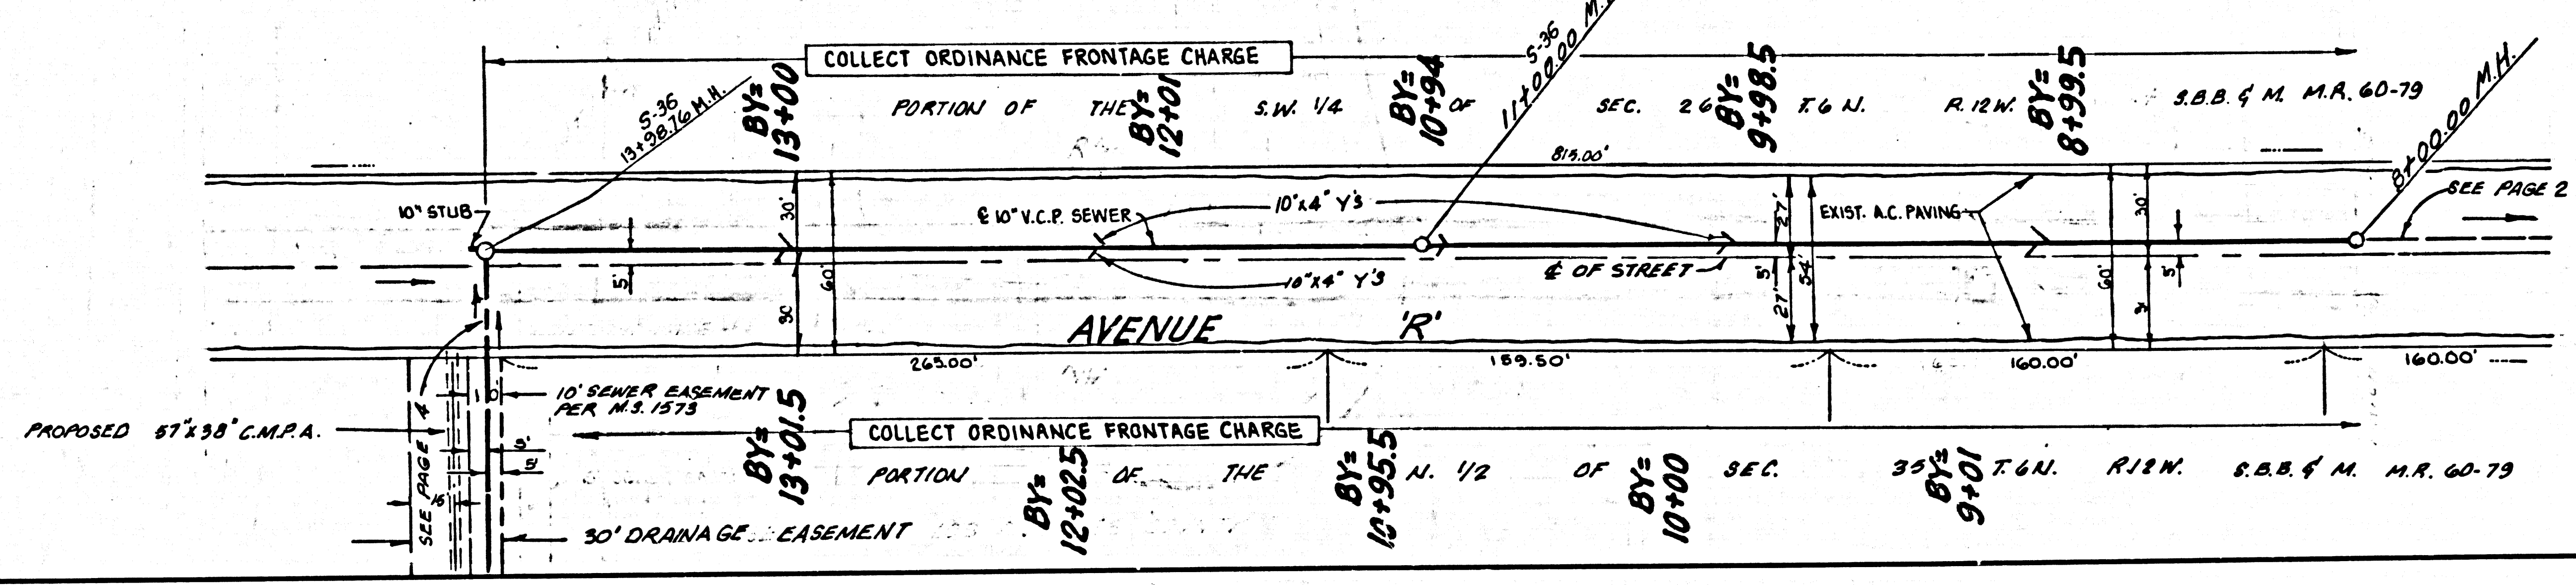 COLLECT ORDINANCE FRONTAGE CHARGE
S-36
13+98.76 M.H.
BY=
13+00
BY=
12+01
BY=
10+94
S-36
11+00.00
BY=
9+98.5
BY=
8+99.5
8+00.00 M.H.
PORTION OF THE S.W. 1/4 OF SEC. 26 T.6 N. R.12W. S.B.B. & M. M.R. 60-79
815.00'
10" STUB
30'
60'
30
5'
℄ 10" V.C.P. SEWER
10"x4" Y'S
10"x4" Y'S
27'
54'
5'
27'
EXIST. A.C. PAVING
30'
60'
5'
SEE PAGE 2
℄ OF STREET
AVENUE 'R'
265.00'
159.50'
160.00'
160.00'
10' SEWER EASEMENT
PER M.S. 1573
PROPOSED 57"x38" C.M.P.A.
SEE PAGE 4
10'
5'
5'
15'
COLLECT ORDINANCE FRONTAGE CHARGE
BY=
13+01.5
BY=
12+02.5
BY=
10+95.5
BY=
10+00
BY=
9+01
PORTION OF THE N. 1/2 OF SEC. 35 T.6N. R.12W. S.B.B. & M. M.R. 60-79
30' DRAINAGE EASEMENT